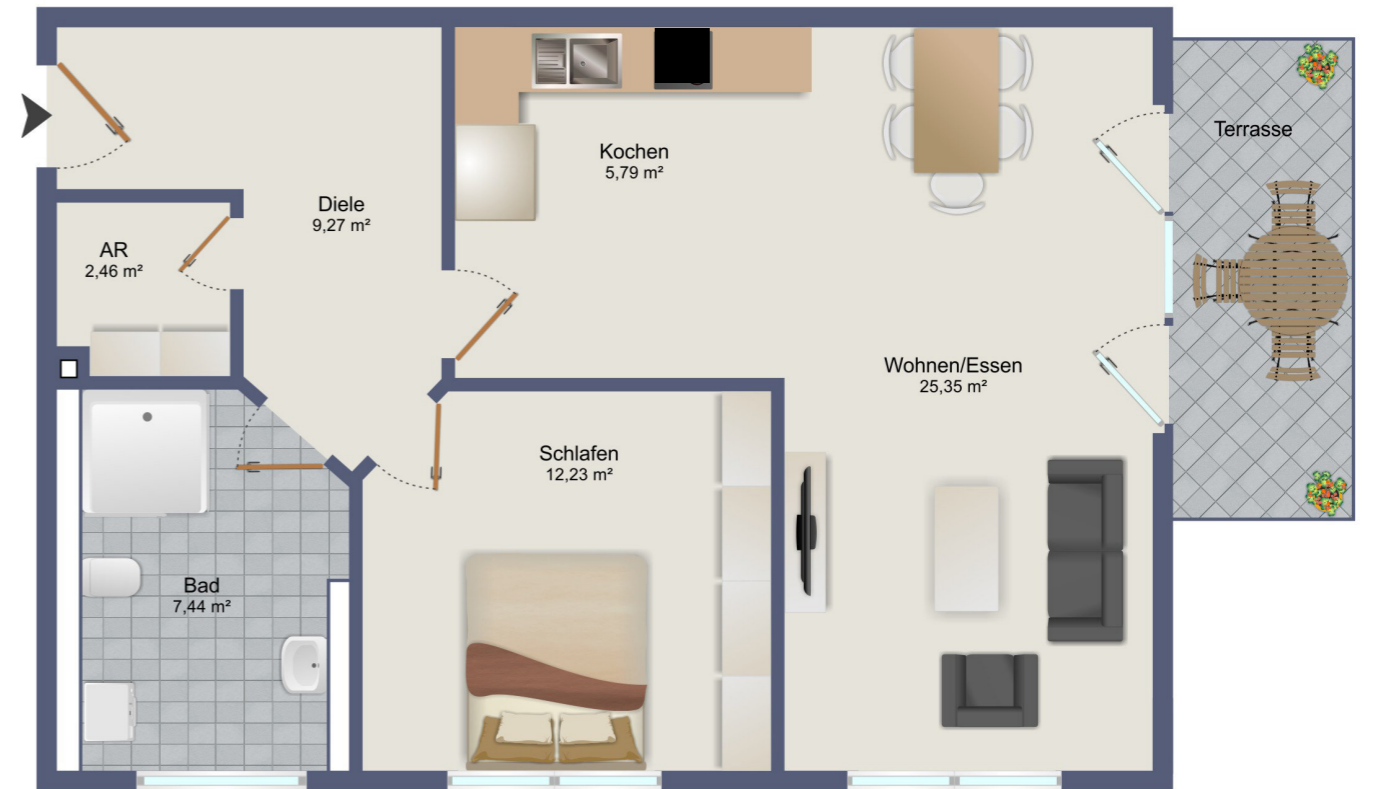 Terrasse
Kochen
5,79 m²
Diele
9,27 m²
AR
2,46 m²
Wohnen/Essen
25,35 m²
Schlafen
12,23 m²
Bad
7,44 m²